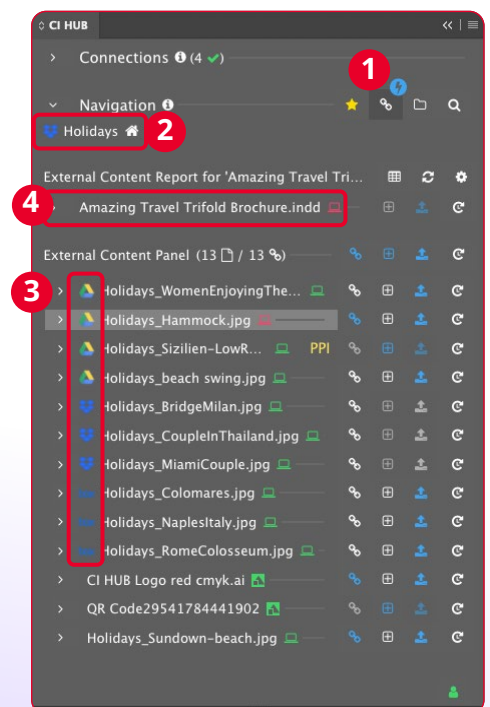 CI HUB
Connections (4 ✓)
1
Navigation
Holidays
2
External Content Report for 'Amazing Travel Tri...
4
Amazing Travel Trifold Brochure.indd
External Content Panel (13 / 13)
3
Holidays_WomenEnjoyingThe...
Holidays_Hammock.jpg
Holidays_Sizilien-LowR... PPI
Holidays_beach swing.jpg
Holidays_BridgeMilan.jpg
Holidays_CoupleInThailand.jpg
Holidays_MiamiCouple.jpg
Holidays_Colomares.jpg
Holidays_NaplesItaly.jpg
Holidays_RomeColosseum.jpg
CI HUB Logo red cmyk.ai
QR Code29541784441902
Holidays_Sundown-beach.jpg